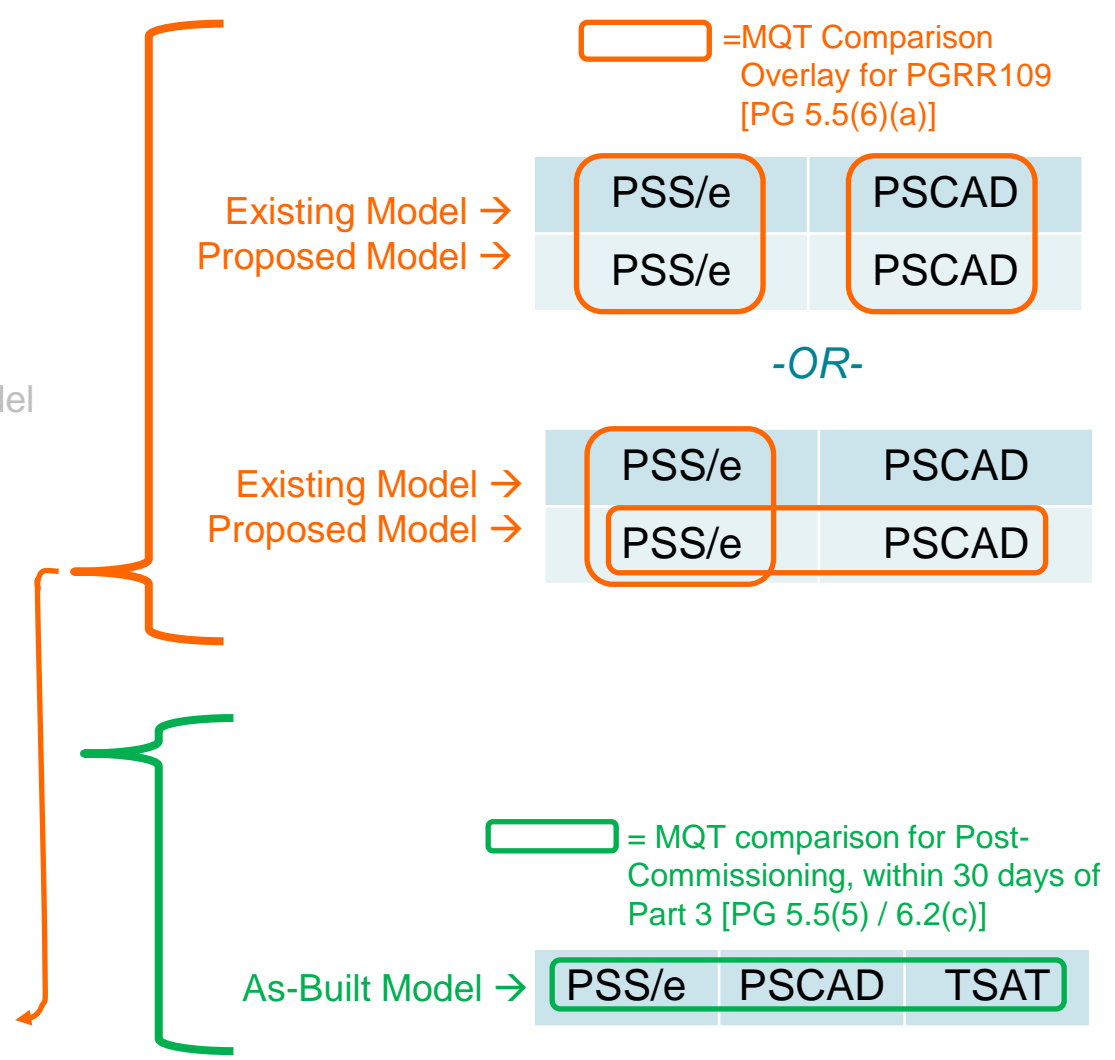 =MQT Comparison
Overlay for PGRR109
[PG 5.5(6)(a)]
Existing Model → PSS/e PSCAD
Proposed Model → PSS/e PSCAD
-OR-
del
Existing Model → PSS/e PSCAD
Proposed Model → PSS/e PSCAD
= MQT comparison for Post-
Commissioning, within 30 days of
Part 3 [PG 5.5(5) / 6.2(c)]
As-Built Model → PSS/e PSCAD TSAT